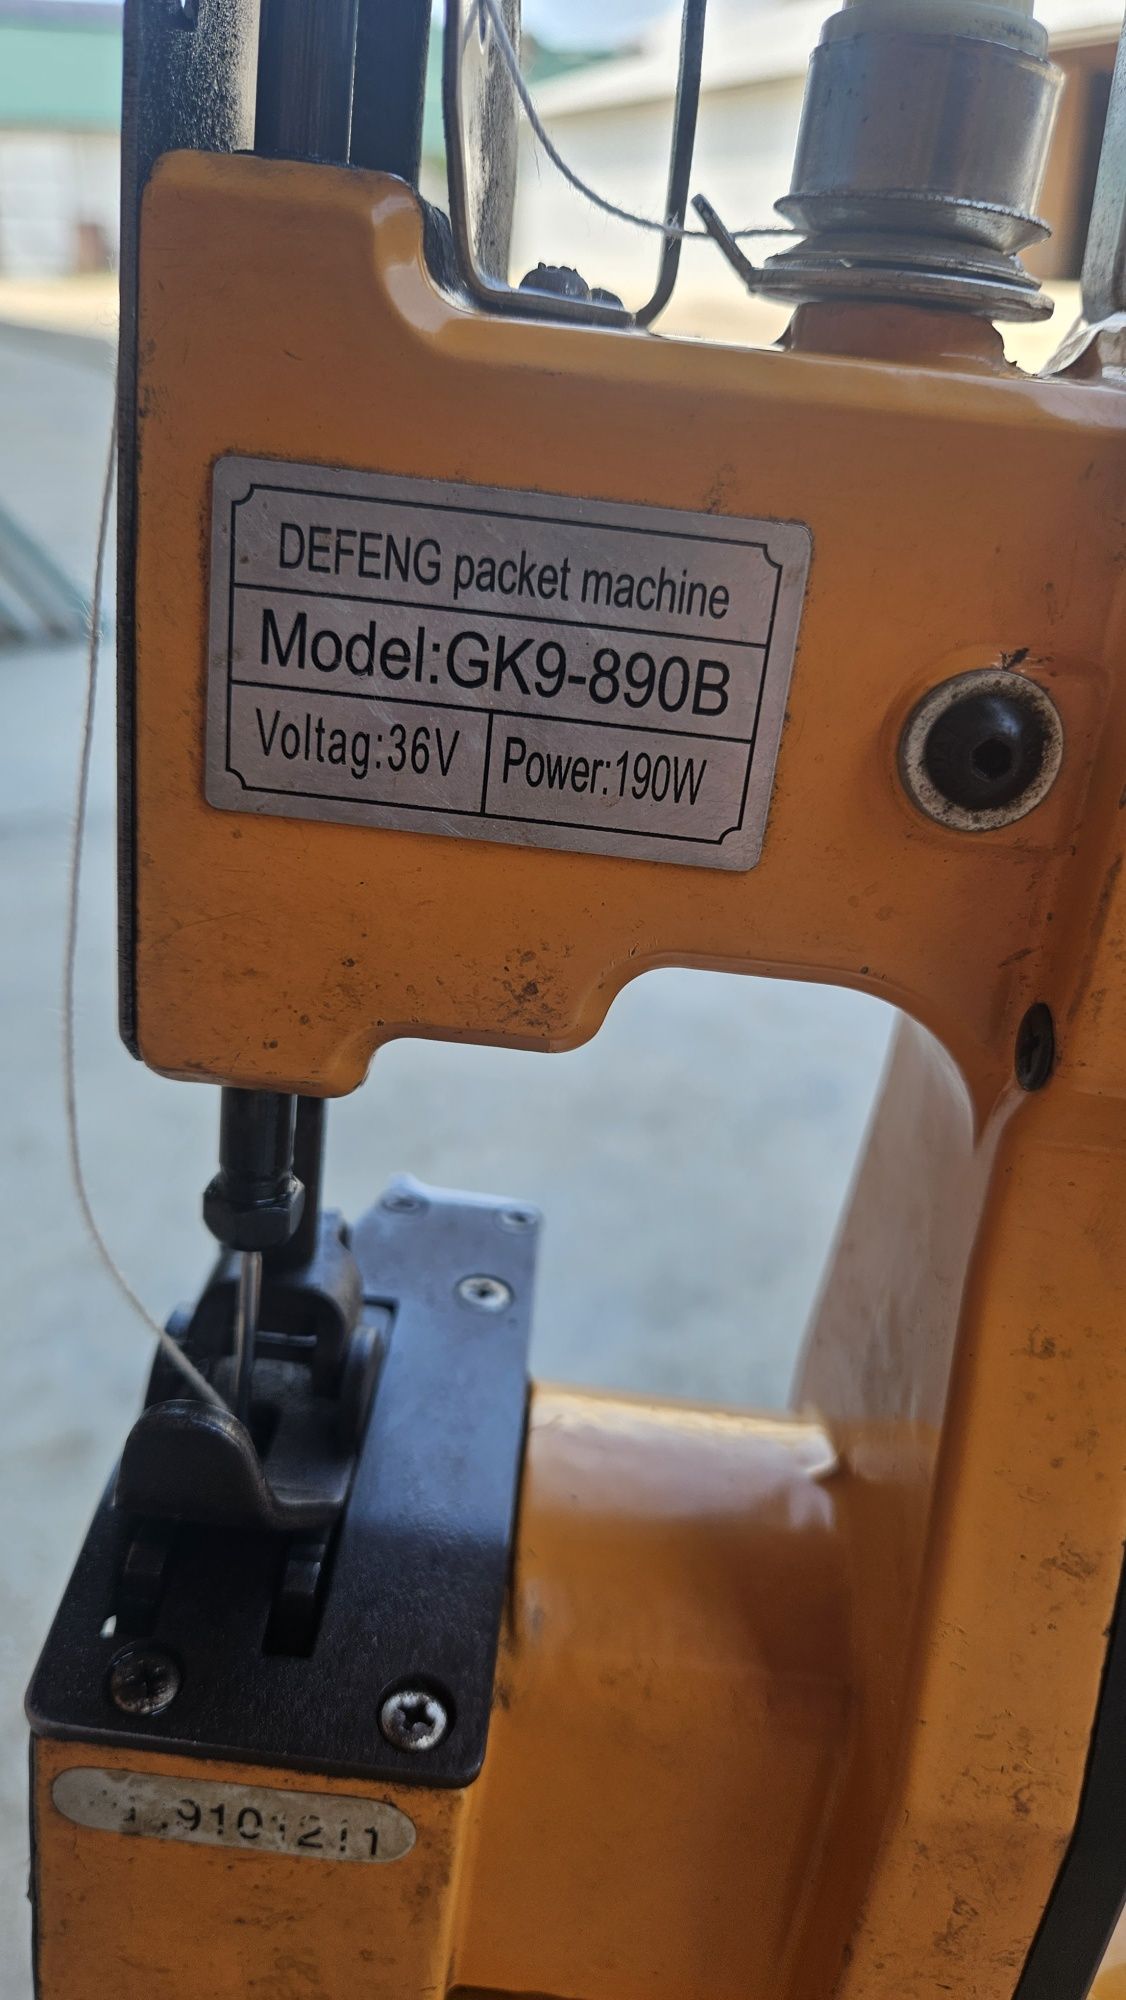 DEFENG packet machine
Model:GK9-890B
Voltag:36V Power:190W